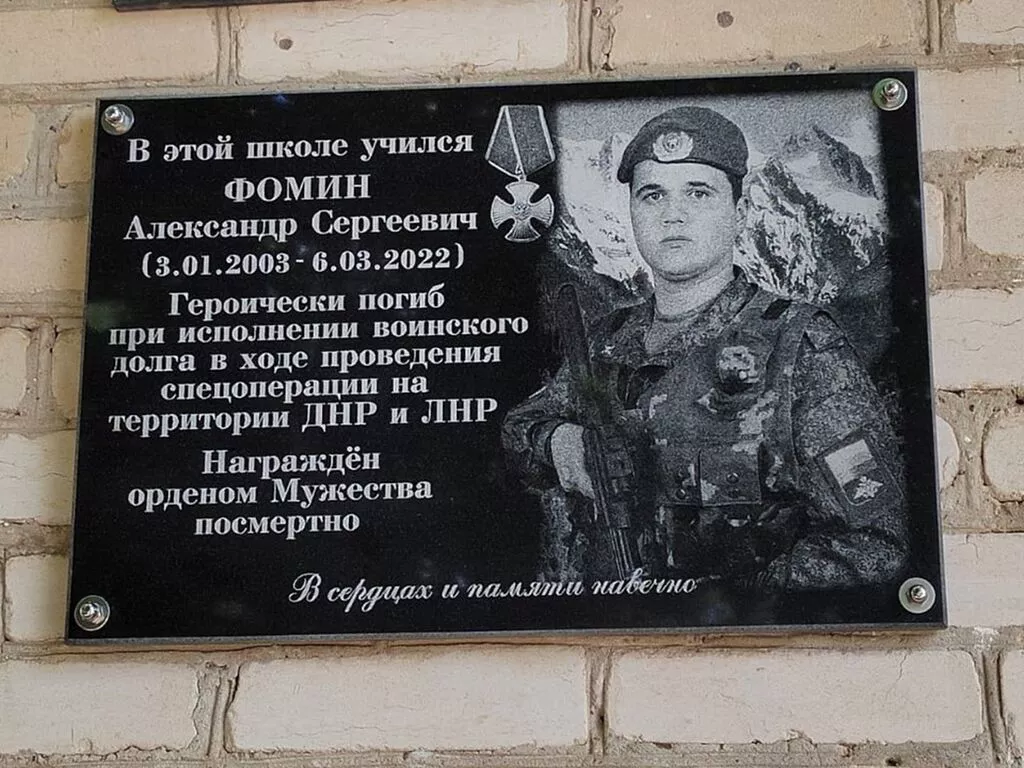 В этой школе учился
ФОМИН
Александр Сергеевич
(3.01.2003 - 6.03.2022)
Героически погиб
при исполнении воинского
долга в ходе проведения
спецоперации на
территории ДНР и ЛНР
Награждён
орденом Мужества
посмертно
В сердцах и памяти навечно